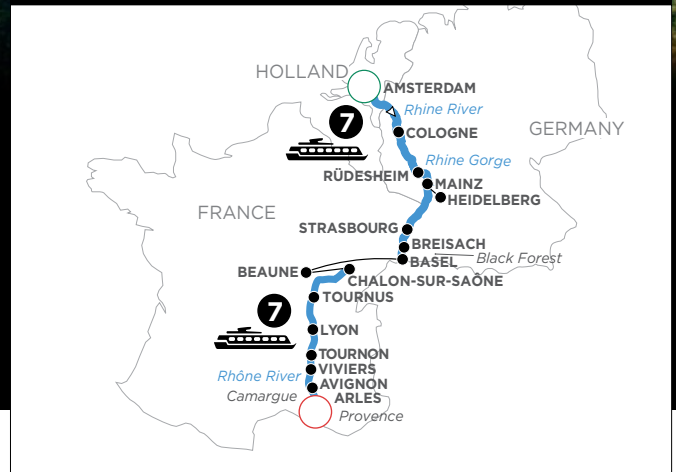 HOLLAND
AMSTERDAM
Rhine River
7
COLOGNE
GERMANY
Rhine Gorge
RÜDESHEIM
MAINZ
HEIDELBERG
FRANCE
STRASBOURG
BREISACH
BASEL
Black Forest
BEAUNE
CHALON-SUR-SAÔNE
TOURNUS
7
LYON
TOURNON
VIVIERS
Rhône River
AVIGNON
Camargue
ARLES
Provence